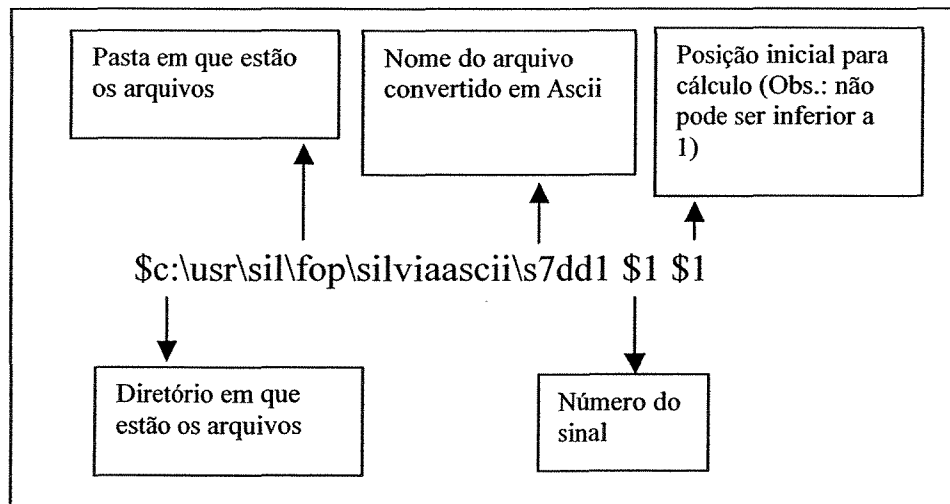 Pasta em que estão
os arquivos
Nome do arquivo
convertido em Ascii
Posição inicial para
cálculo (Obs.: não
pode ser inferior a
1)
$c:\usr\sil\fop\silviaascii\s7dd1 $1 $1
Diretório em que
estão os arquivos
Número do
sinal